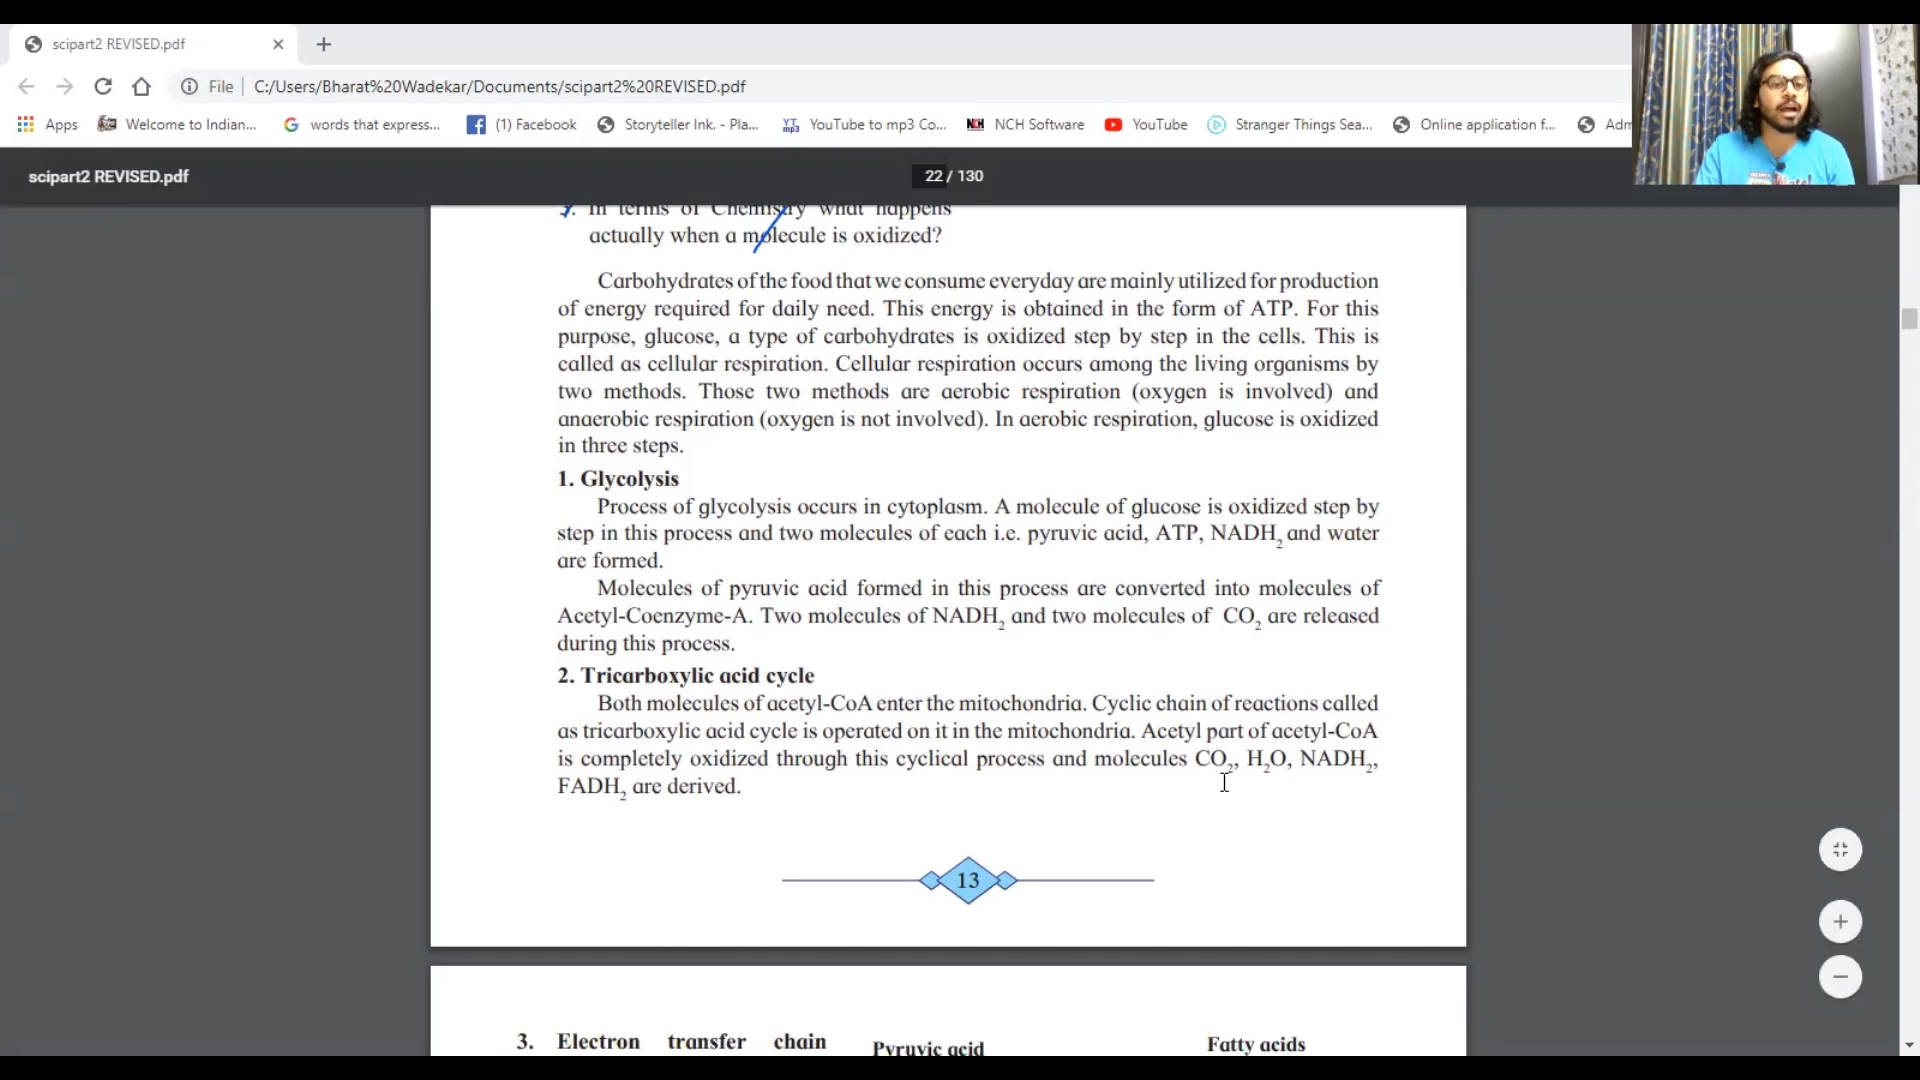 scipart2 REVISED.pdf
File
C:/Users/Bharat%20Wadekar/Documents/scipart2%20REVISED.pdf
Apps
Welcome to Indian...
words that express...
(1) Facebook
Storyteller Ink. - Pla...
YT mp3
YouTube to mp3 Co...
NCH
NCH Software
YouTube
Stranger Things Sea...
Online application f...
Adm
scipart2 REVISED.pdf
22 / 130
In terms of Chemistry what happens
actually when a molecule is oxidized?
Carbohydrates of the food that we consume everyday are mainly utilized for production
of energy required for daily need. This energy is obtained in the form of ATP. For this
purpose, glucose, a type of carbohydrates is oxidized step by step in the cells. This is
called as cellular respiration. Cellular respiration occurs among the living organisms by
two methods. Those two methods are aerobic respiration (oxygen is involved) and
anaerobic respiration (oxygen is not involved). In aerobic respiration, glucose is oxidized
in three steps.
1. Glycolysis
Process of glycolysis occurs in cytoplasm. A molecule of glucose is oxidized step by
step in this process and two molecules of each i.e. pyruvic acid, ATP, NADH₂ and water
are formed.
Molecules of pyruvic acid formed in this process are converted into molecules of
Acetyl-Coenzyme-A. Two molecules of NADH₂ and two molecules of CO₂ are released
during this process.
2. Tricarboxylic acid cycle
Both molecules of acetyl-CoA enter the mitochondria. Cyclic chain of reactions called
as tricarboxylic acid cycle is operated on it in the mitochondria. Acetyl part of acetyl-CoA
is completely oxidized through this cyclical process and molecules CO₂, H₂O, NADH₂,
FADH₂ are derived.
13
3. Electron transfer chain
Pyruvic acid
Fatty acids